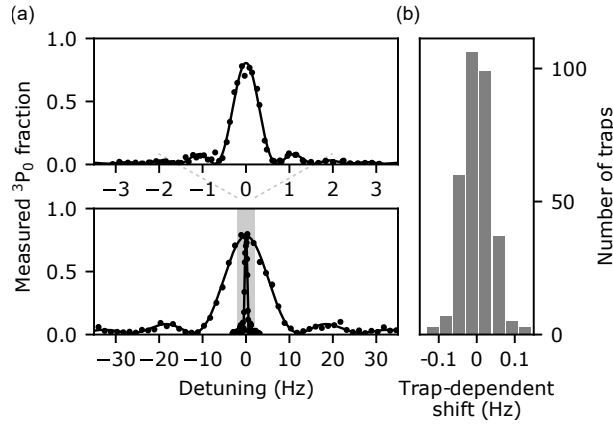 (a)
(b)
Measured ³P₀ fraction
1.0
0.5
0.0
−3 −2 −1 0 1 2 3
1.0
0.5
0.0
−30 −20 −10 0 10 20 30
Detuning (Hz)
100
50
0
Number of traps
-0.1 0 0.1
Trap-dependent
shift (Hz)